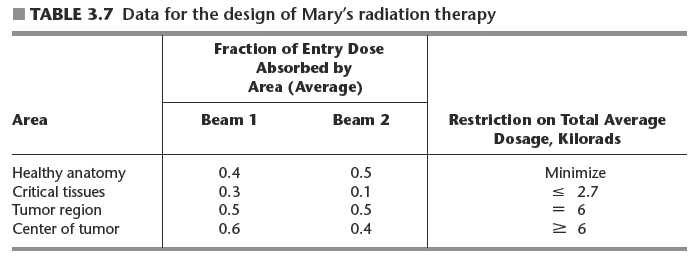 TABLE 3.7 Data for the design of Mary's radiation therapy
Fraction of Entry Dose
Absorbed by
Area (Average)
Area Beam 1 Beam 2 Restriction on Total Average
Dosage, Kilorads
Healthy anatomy 0.4 0.5 Minimize
Critical tissues 0.3 0.1 ≤ 2.7
Tumor region 0.5 0.5 = 6
Center of tumor 0.6 0.4 ≥ 6